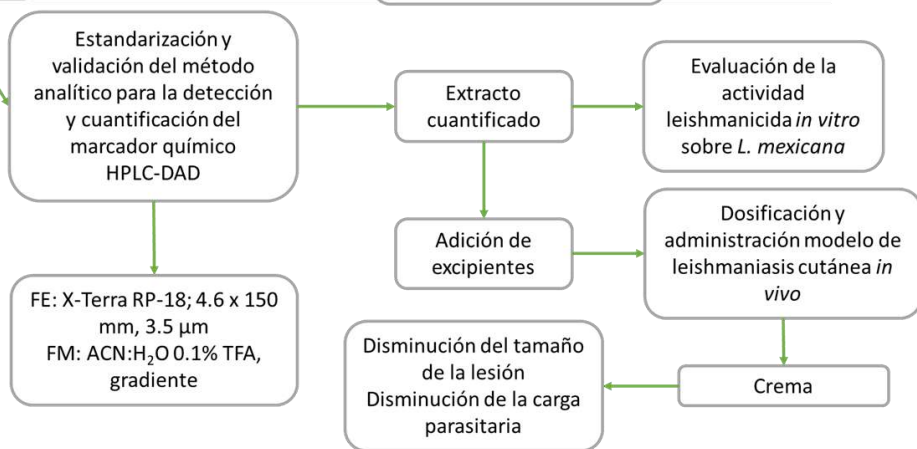 Estandarización y
validación del método
analítico para la detección
y cuantificación del
marcador químico
HPLC-DAD
Extracto
cuantificado
Evaluación de la
actividad
leishmanicida in vitro
sobre L. mexicana
Adición de
excipientes
Dosificación y
administración modelo de
leishmaniasis cutánea in
vivo
FE: X-Terra RP-18; 4.6 x 150
mm, 3.5 µm
FM: ACN:H₂O 0.1% TFA,
gradiente
Disminución del tamaño
de la lesión
Disminución de la carga
parasitaria
Crema